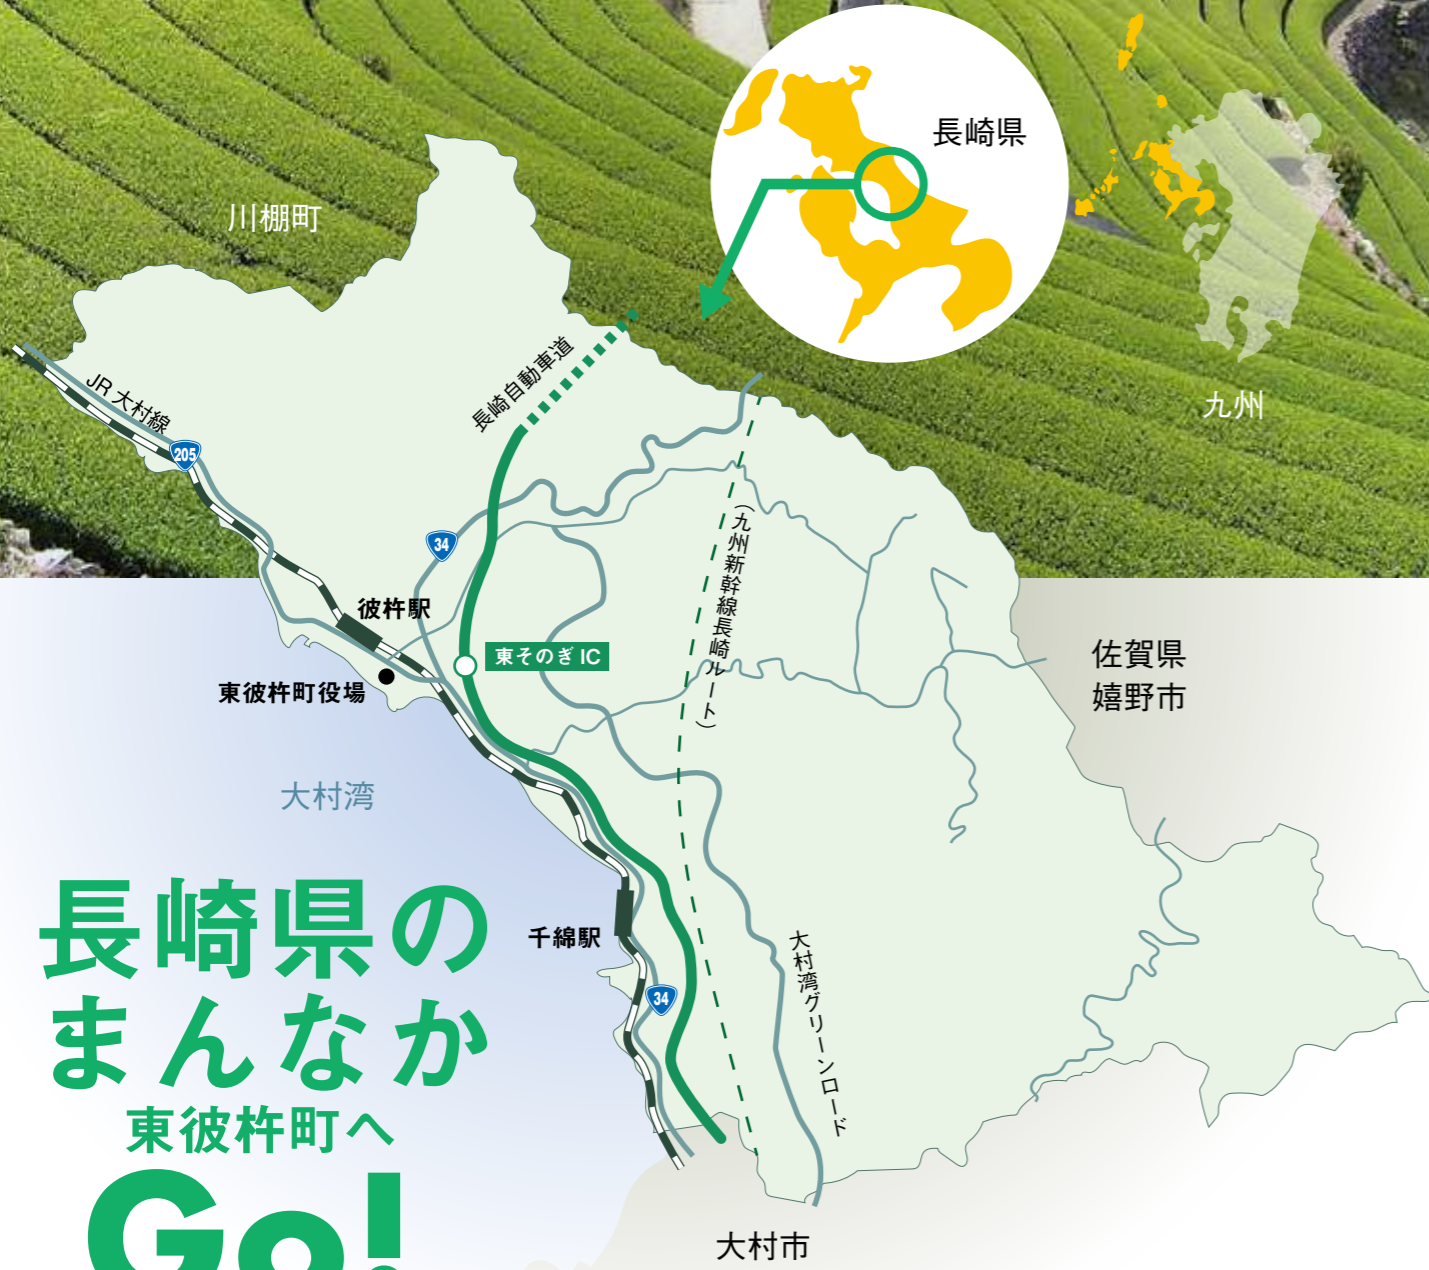 長崎県
川棚町
九州
長崎自動車道
JR 大村線
205
34
(九州新幹線長崎ルート)
彼杵駅
東そのぎ IC
東彼杵町役場
佐賀県
嬉野市
大村湾
長崎県の
まんなか
東彼杵町へ
Go!
千綿駅
34
大村湾グリーンロード
大村市